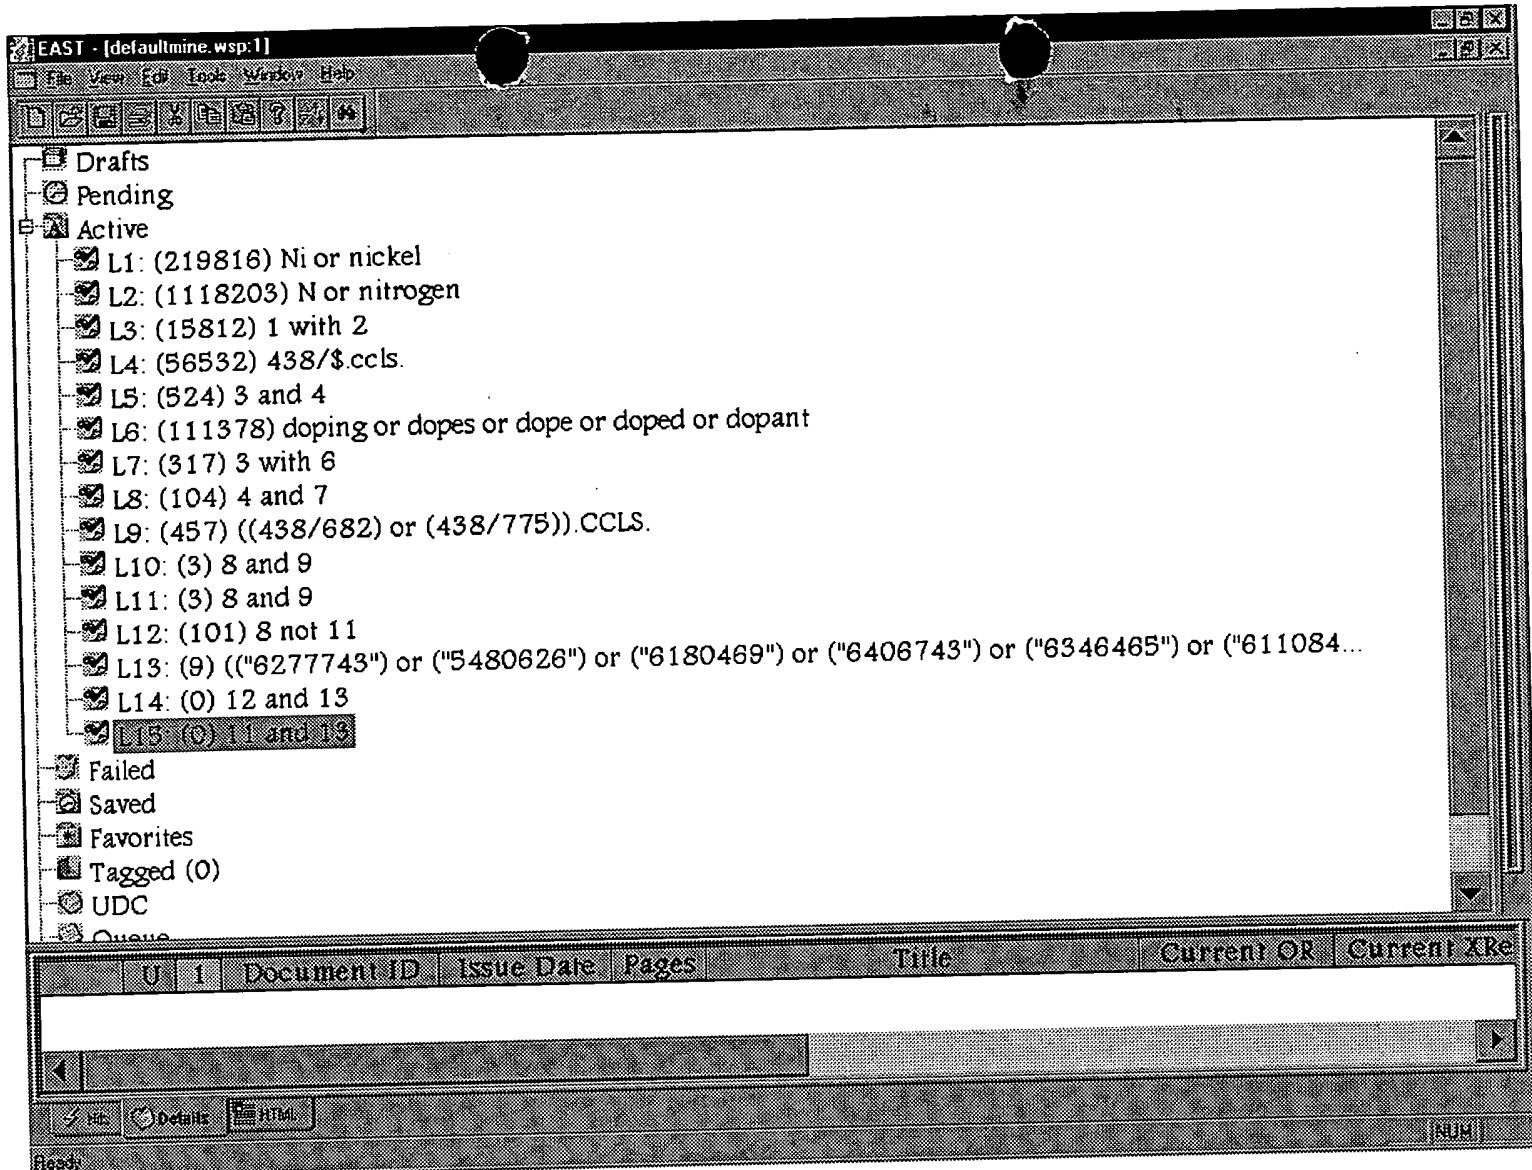 EAST - [defaultmine.wsp:1]
File View Edit Tools Window Help
Drafts
Pending
Active
L1: (219816) Ni or nickel
L2: (1118203) N or nitrogen
L3: (15812) 1 with 2
L4: (56532) 438/$.ccls.
L5: (524) 3 and 4
L6: (111378) doping or dopes or dope or doped or dopant
L7: (317) 3 with 6
L8: (104) 4 and 7
L9: (457) ((438/682) or (438/775)).CCLS.
L10: (3) 8 and 9
L11: (3) 8 and 9
L12: (101) 8 not 11
L13: (9) (("6277743") or ("5480626") or ("6180469") or ("6406743") or ("6346465") or ("611084...
L14: (0) 12 and 13
L15: (0) 11 and 13
Failed
Saved
Favorites
Tagged (0)
UDC
Queue
U 1 Document ID Issue Date Pages Title Current OR Current XRe
Hits Details HTML
NUM
Ready